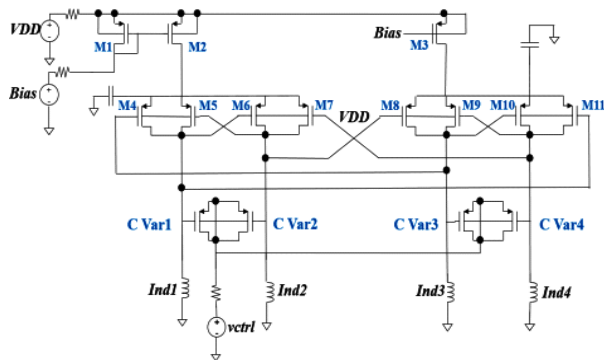 VDD
M1
M2
Bias
M3
Bias
M4
M5
M6
M7
VDD
M8
M9
M10
M11
C Var1
C Var2
C Var3
C Var4
Ind1
Ind2
Ind3
Ind4
vctrl